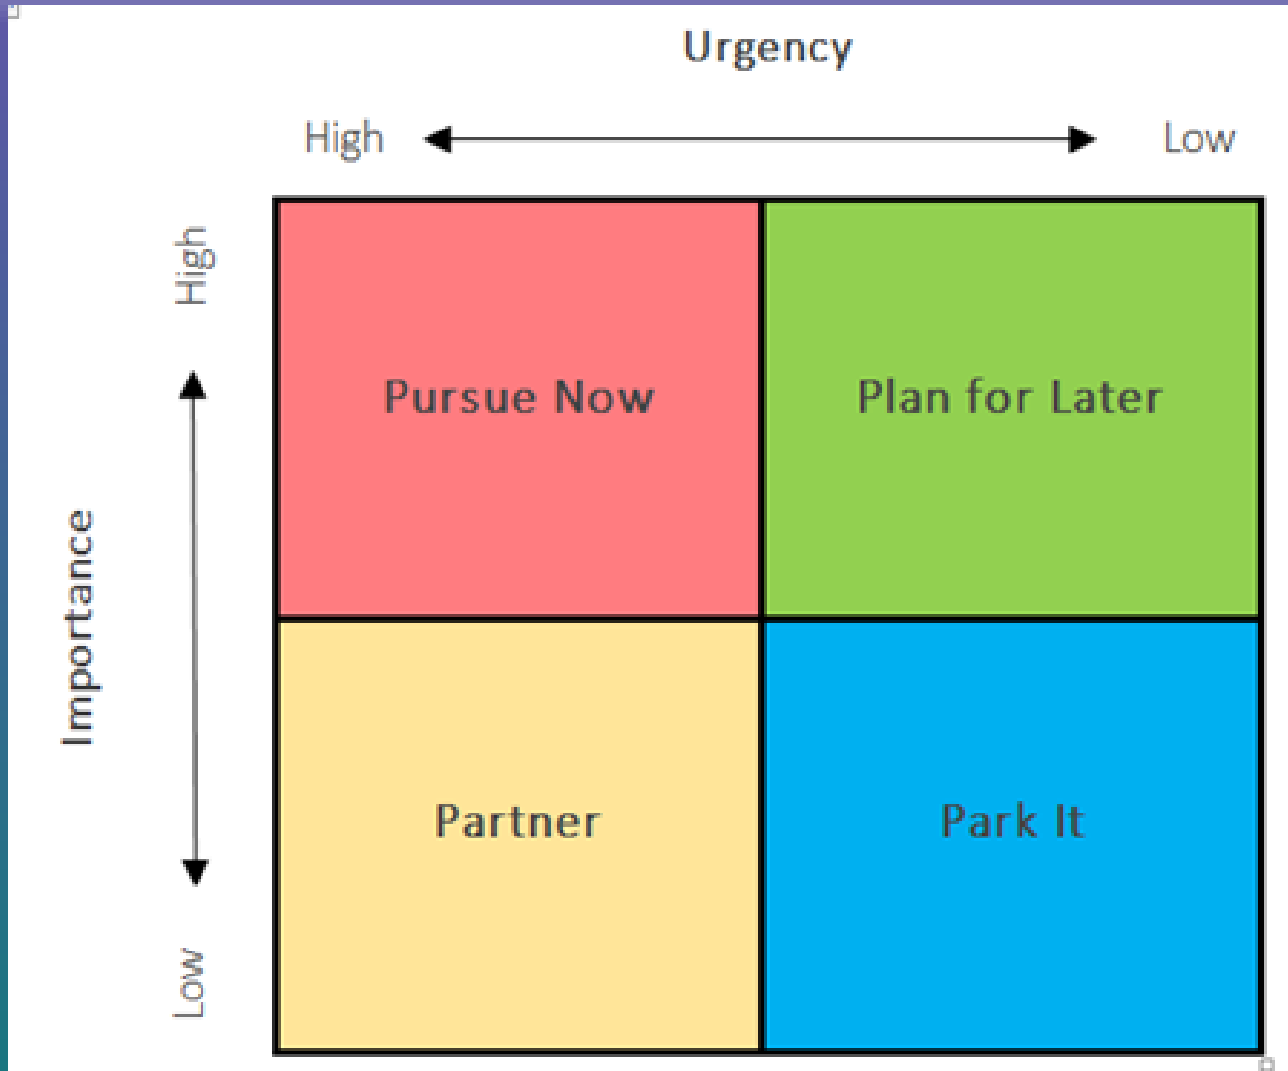 Urgency
High
Low
High
Pursue Now
Plan for Later
Importance
Partner
Park It
Low